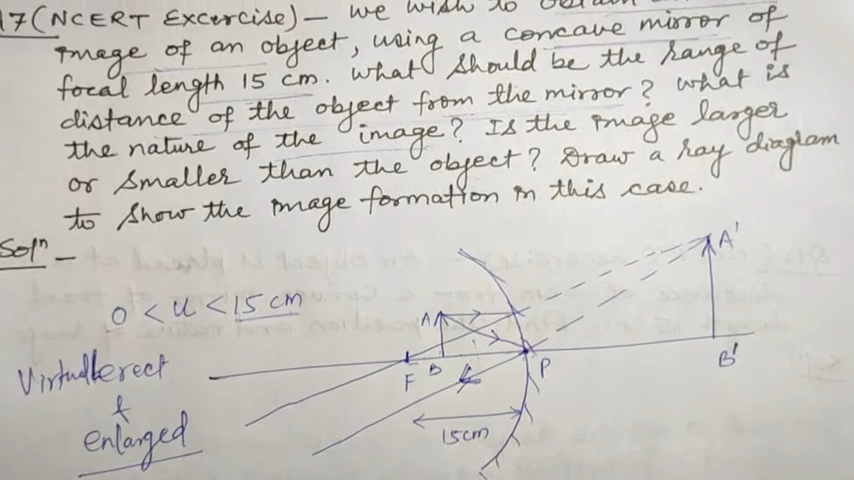 17(NCERT Excercise) – we wish to obtain
image of an object, using a concave mirror of
focal length 15 cm. What should be the range of
distance of the object from the mirror? What is
the nature of the image? Is the image larger
or smaller than the object? Draw a ray diagram
to show the image formation in this case.
Solⁿ –
0 < u < 15 cm
Virtual & erect
&
enlarged
A
A'
F
B
P
B'
15cm